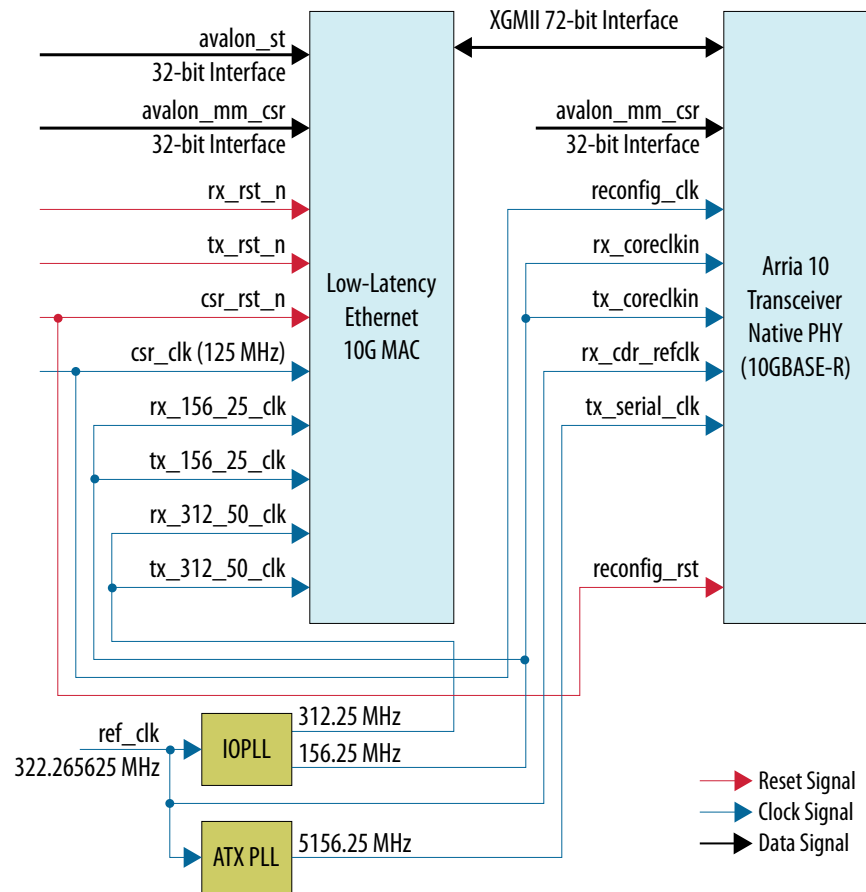 avalon_st
32-bit Interface
avalon_mm_csr
32-bit Interface
rx_rst_n
tx_rst_n
csr_rst_n
csr_clk (125 MHz)
rx_156_25_clk
tx_156_25_clk
rx_312_50_clk
tx_312_50_clk
Low-Latency
Ethernet
10G MAC
XGMII 72-bit Interface
avalon_mm_csr
32-bit Interface
reconfig_clk
rx_coreclkin
tx_coreclkin
rx_cdr_refclk
tx_serial_clk
reconfig_rst
Arria 10
Transceiver
Native PHY
(10GBASE-R)
ref_clk
322.265625 MHz
IOPLL
312.25 MHz
156.25 MHz
ATX PLL
5156.25 MHz
Reset Signal
Clock Signal
Data Signal